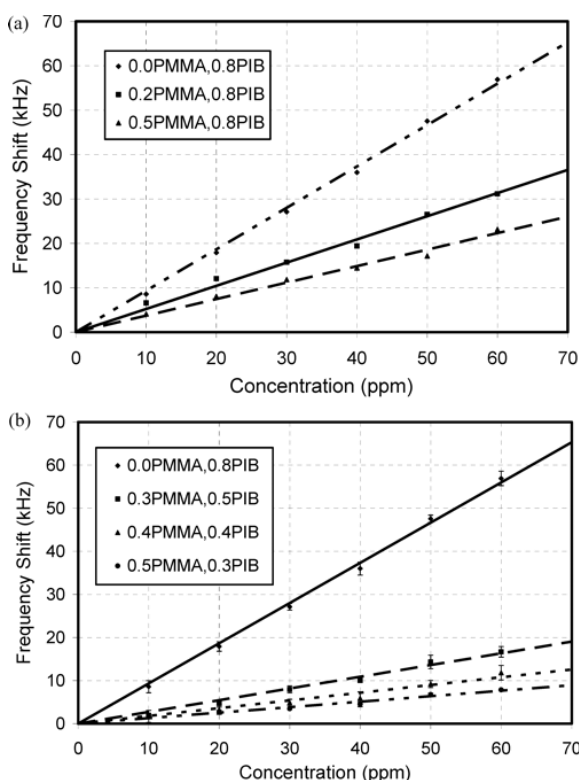 (a)
70
60
50
40
30
20
10
0
Frequency Shift (kHz)
0.0PMMA,0.8PIB
0.2PMMA,0.8PIB
0.5PMMA,0.8PIB
0 10 20 30 40 50 60 70
Concentration (ppm)
(b)
70
60
50
40
30
20
10
0
Frequency Shift (kHz)
0.0PMMA,0.8PIB
0.3PMMA,0.5PIB
0.4PMMA,0.4PIB
0.5PMMA,0.3PIB
0 10 20 30 40 50 60 70
Concentration (ppm)